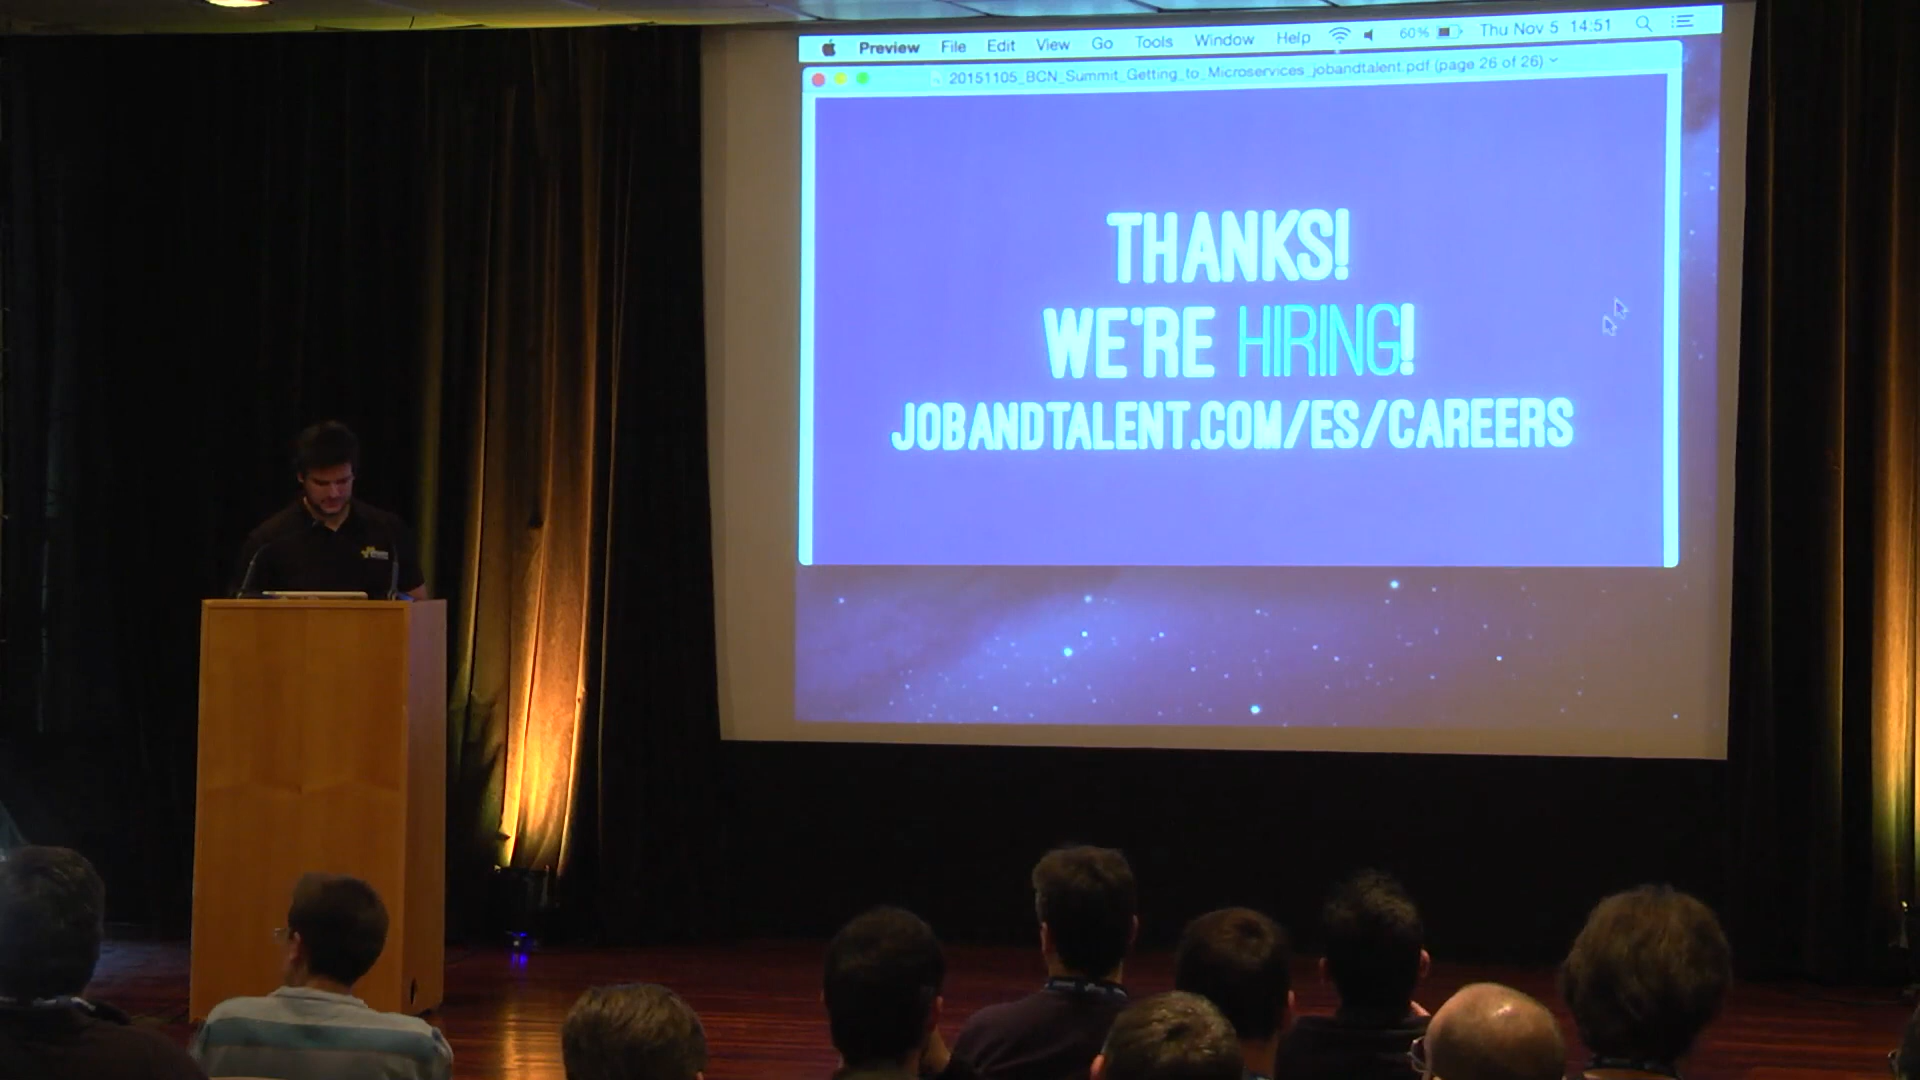 Preview File Edit View Go Tools Window Help 60% Thu Nov 5 14:51
20151105_BCN_Summit_Getting_to_Microservices_jobandtalent.pdf (page 26 of 26)
THANKS!
WE'RE HIRING!
JOBANDTALENT.COM/ES/CAREERS